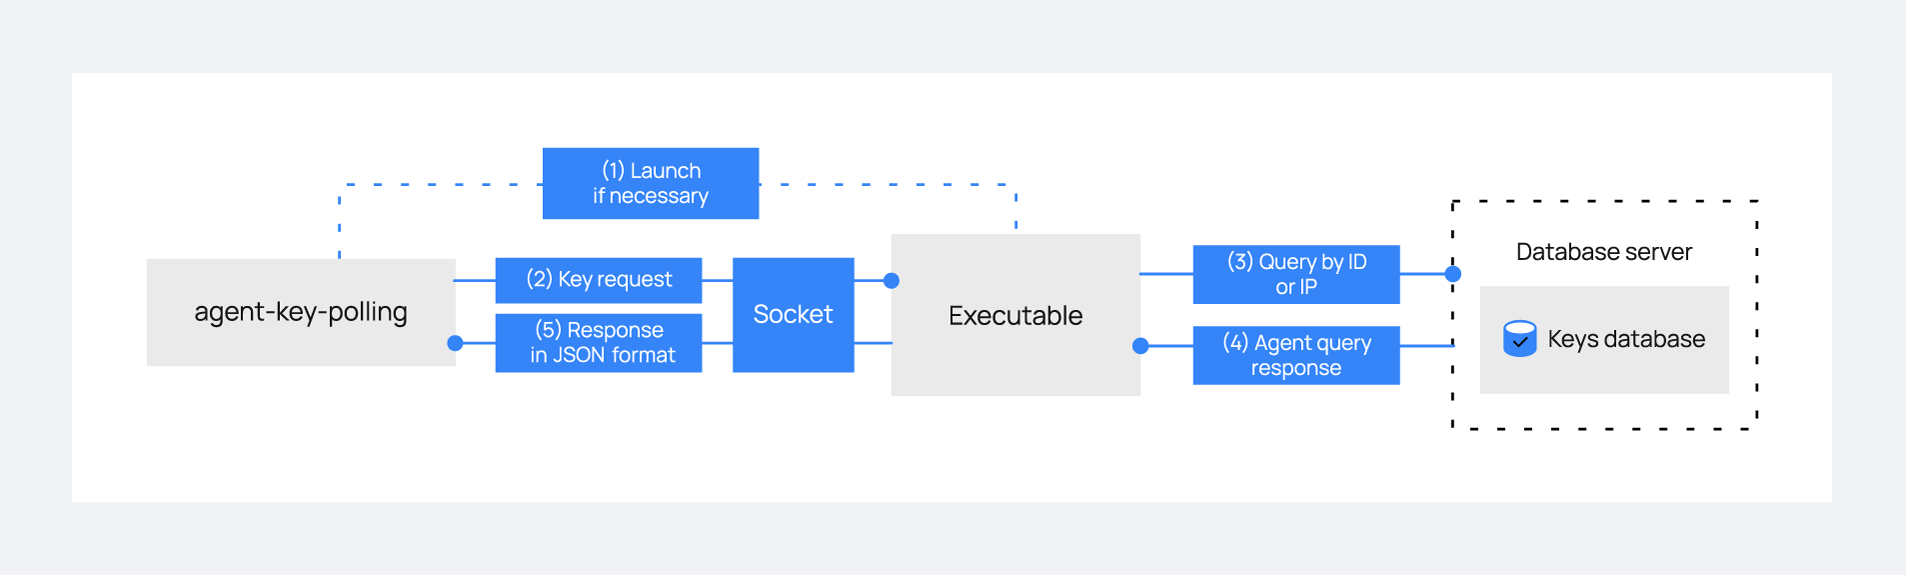 (1) Launch
if necessary
agent-key-polling
(2) Key request
(5) Response
in JSON format
Socket
Executable
(3) Query by ID
or IP
(4) Agent query
response
Database server
Keys database